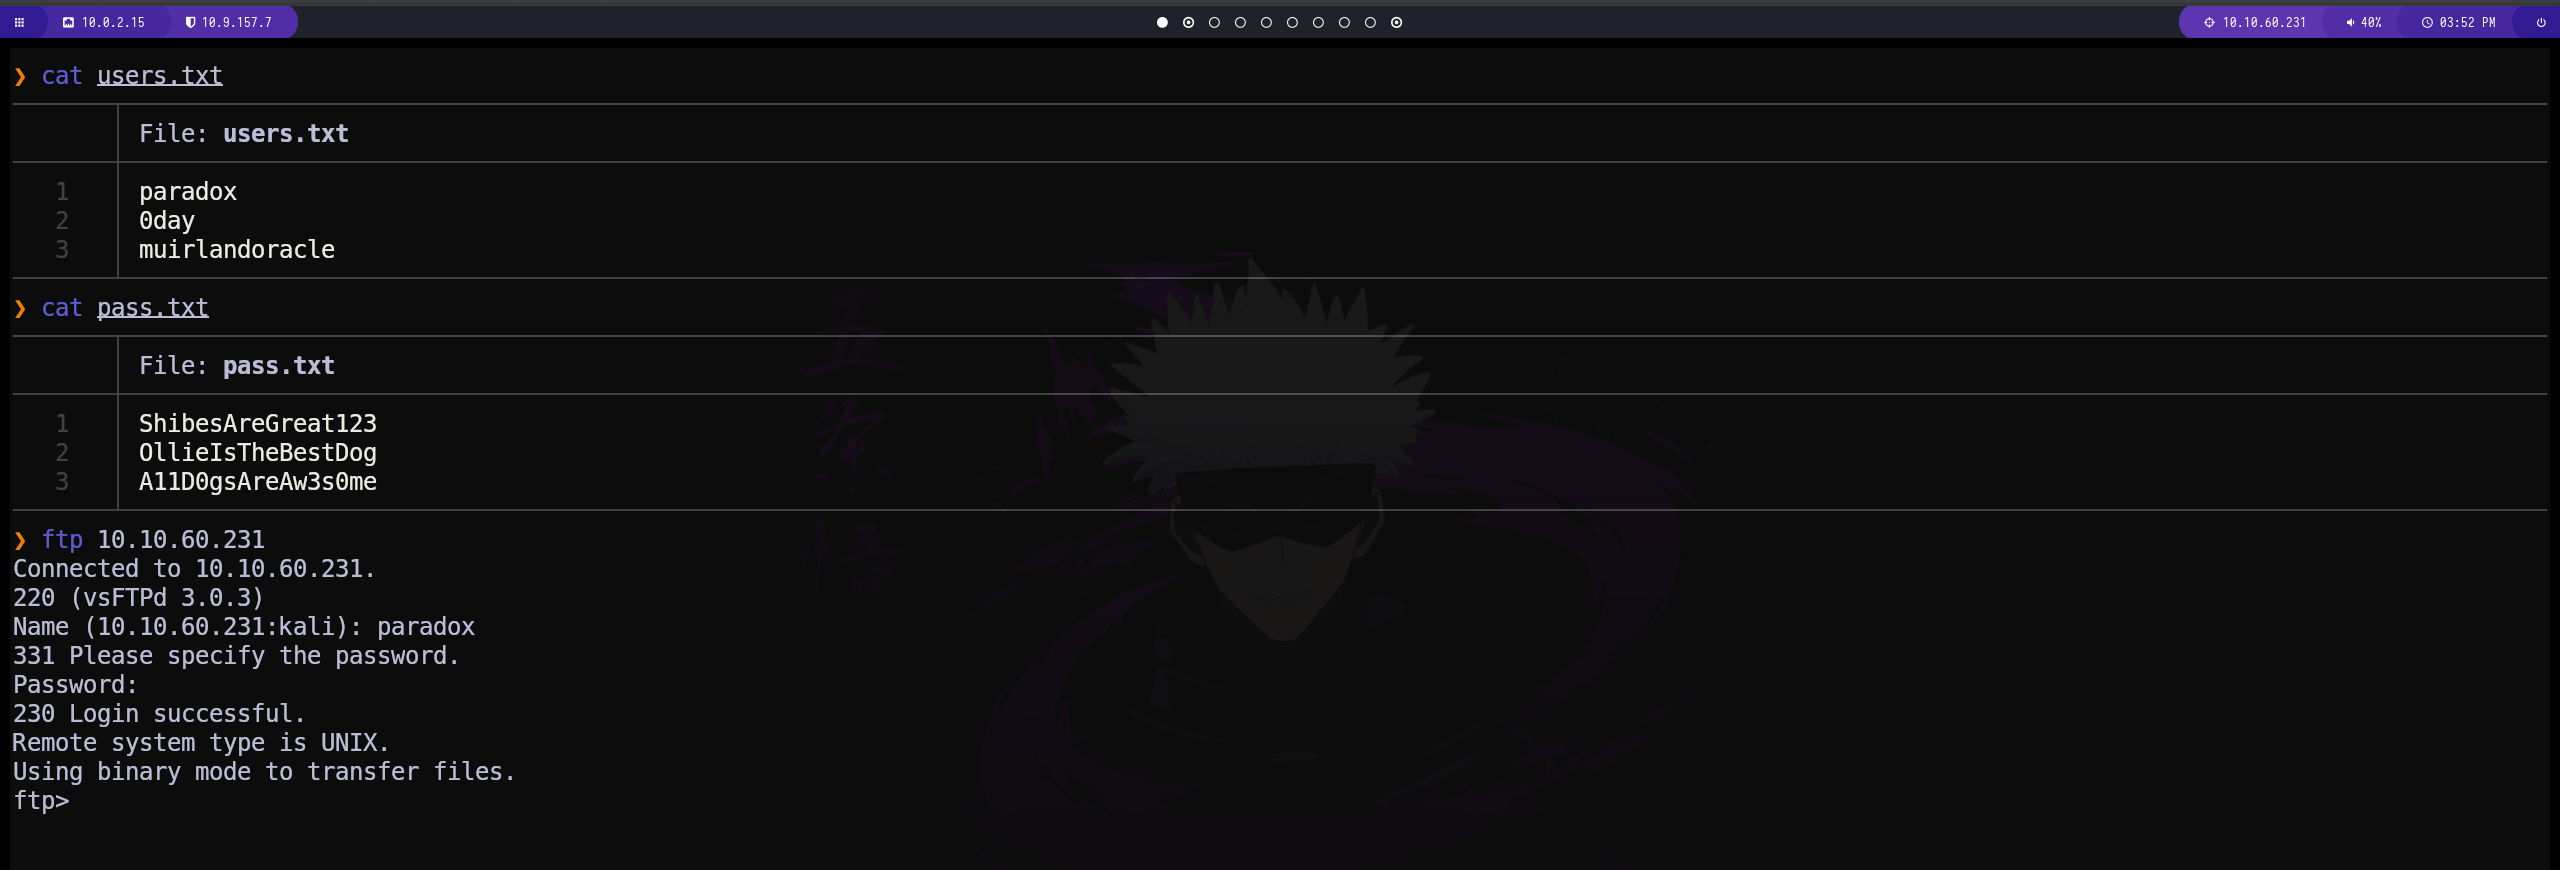 10.0.2.15 10.9.157.7 10.10.60.231 40% 03:52 PM
❯ cat users.txt
File: users.txt
1 paradox
2 0day
3 muirlandoracle
❯ cat pass.txt
File: pass.txt
1 ShibesAreGreat123
2 OllieIsTheBestDog
3 A11D0gsAreAw3s0me
❯ ftp 10.10.60.231
Connected to 10.10.60.231.
220 (vsFTPd 3.0.3)
Name (10.10.60.231:kali): paradox
331 Please specify the password.
Password:
230 Login successful.
Remote system type is UNIX.
Using binary mode to transfer files.
ftp>
五
条
悟